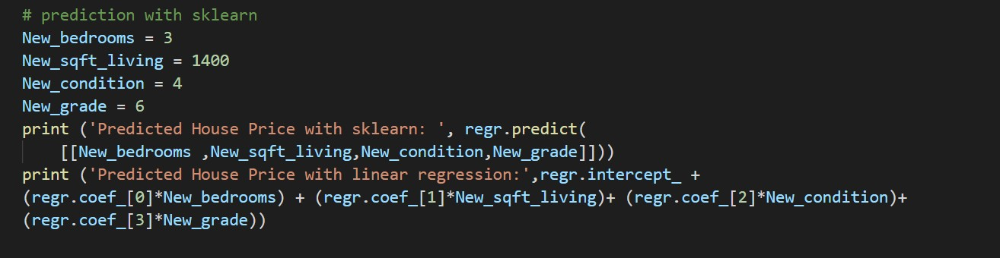 # prediction with sklearn
New_bedrooms = 3
New_sqft_living = 1400
New_condition = 4
New_grade = 6
print ('Predicted House Price with sklearn: ', regr.predict(
    [[New_bedrooms ,New_sqft_living,New_condition,New_grade]]))
print ('Predicted House Price with linear regression:',regr.intercept_ +
(regr.coef_[0]*New_bedrooms) + (regr.coef_[1]*New_sqft_living)+ (regr.coef_[2]*New_condition)+
(regr.coef_[3]*New_grade))